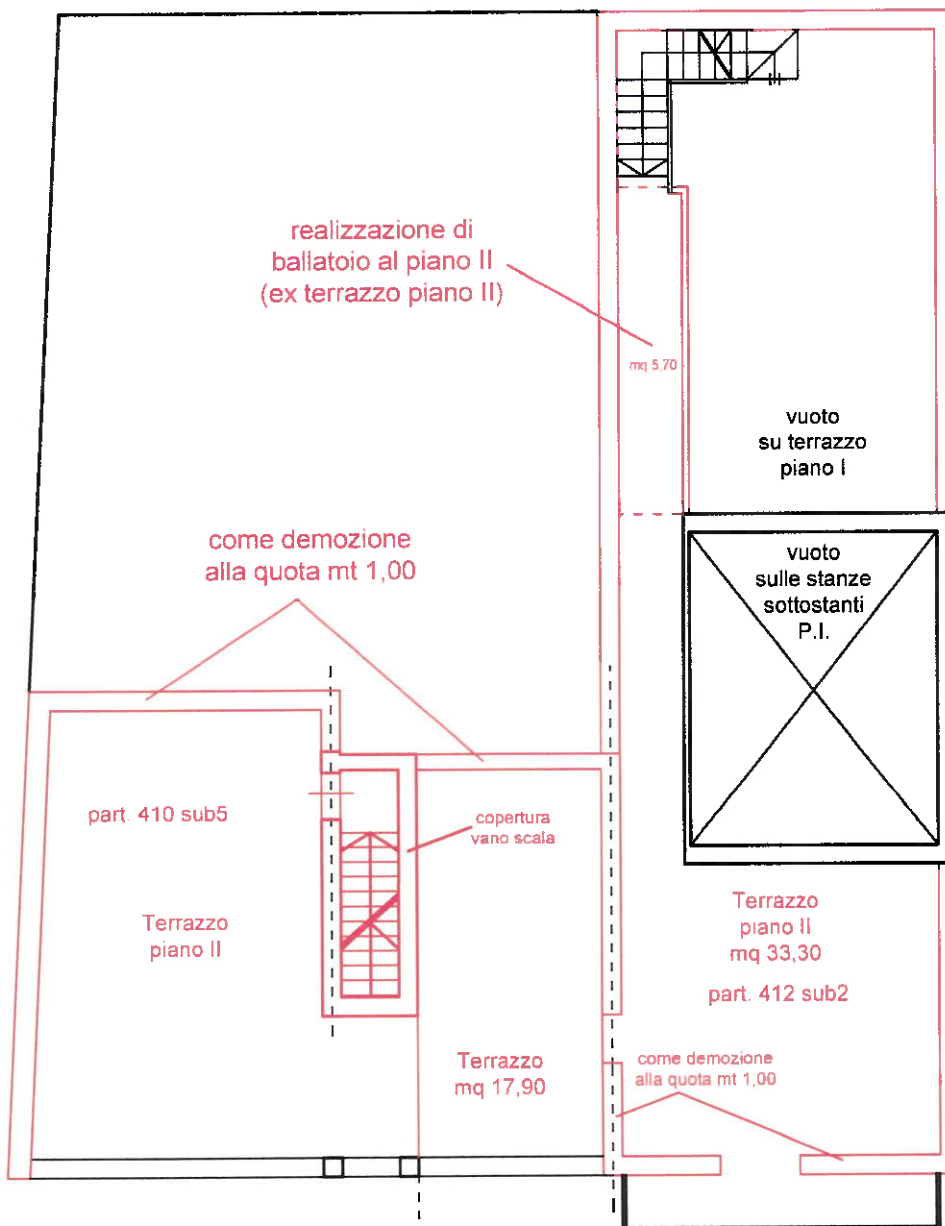 realizzazione di
ballatoio al piano II
(ex terrazzo piano II)
mq 5,70
vuoto
su terrazzo
piano I
come demozione
alla quota mt 1,00
vuoto
sulle stanze
sottostanti
P.I.
part. 410 sub5
copertura
vano scala
Terrazzo
piano II
Terrazzo
piano II
mq 33,30
part. 412 sub2
Terrazzo
mq 17,90
come demozione
alla quota mt 1,00